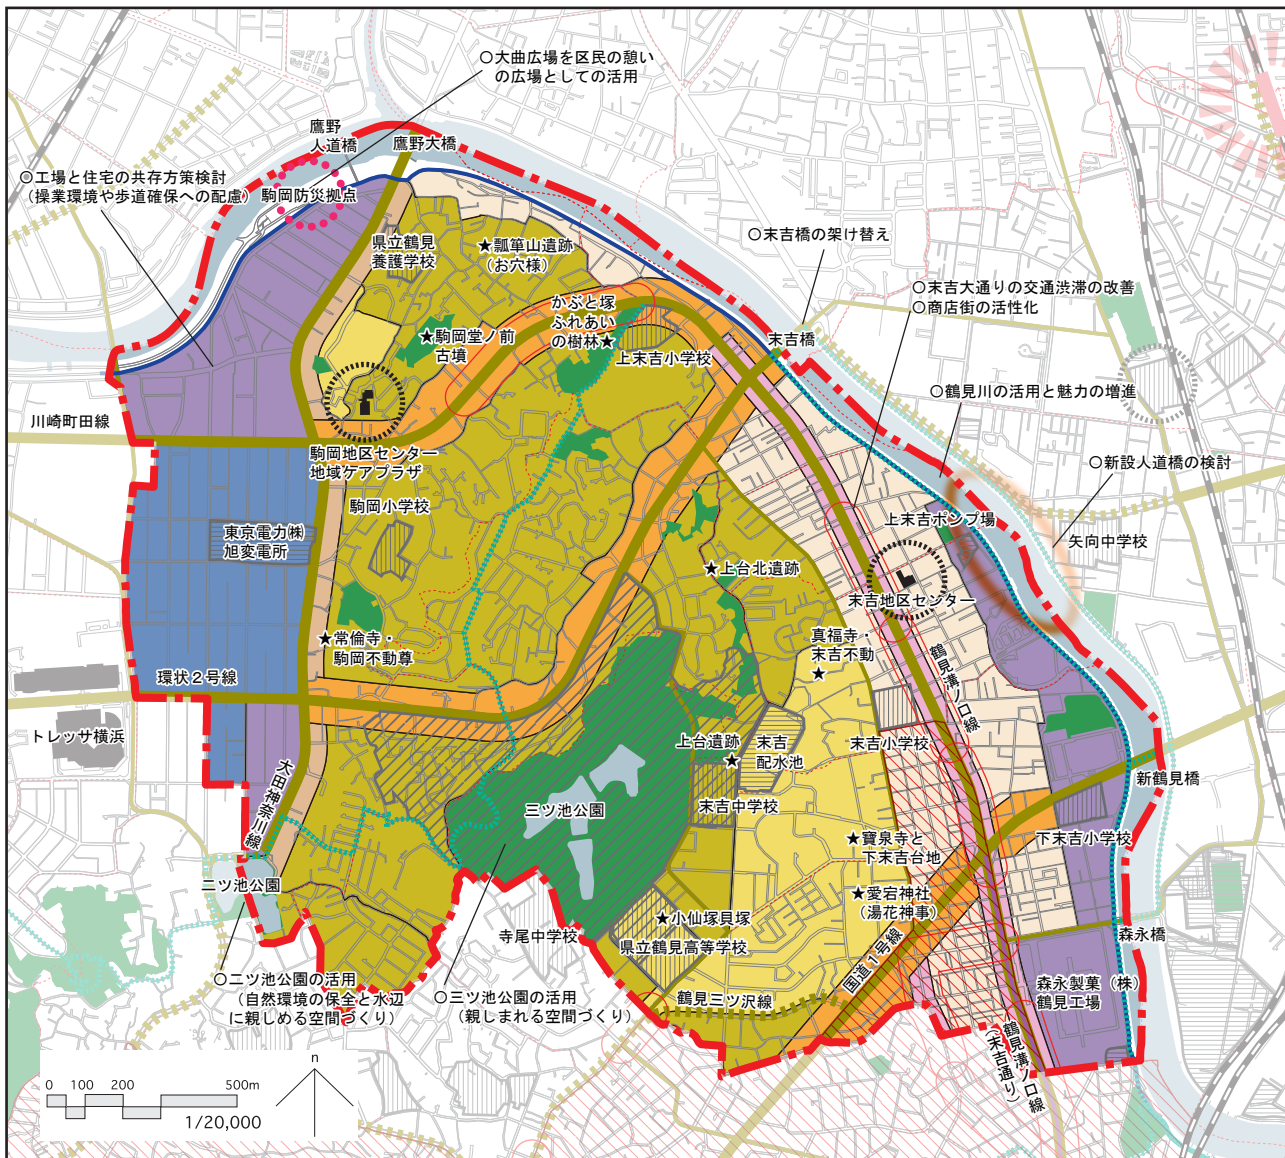 ○大曲広場を区民の憩い
の広場としての活用
鷹野
人道橋
鷹野大橋
○工場と住宅の共存方策検討
（操業環境や歩道確保への配慮）
駒岡防災拠点
県立鶴見
養護学校
★瓢箪山遺跡
（お穴様）
○末吉橋の架け替え
○末吉大通りの交通渋滞の改善
○商店街の活性化
かぶと塚
ふれあい
の樹林★
★駒岡堂ノ前
古墳
上末吉小学校
末吉橋
○鶴見川の活用と魅力の増進
川崎町田線
駒岡地区センター
地域ケアプラザ
○新設人道橋の検討
駒岡小学校
上末吉ポンプ場
矢向中学校
東京電力㈱
旭変電所
★上台北遺跡
末吉地区センター
★常倫寺・
駒岡不動尊
真福寺・
末吉不動
★
鶴見溝ノ口線
環状２号線
トレッサ横浜
上台遺跡
★
末吉
配水池
末吉小学校
新鶴見橋
大田神奈川線
三ツ池公園
末吉中学校
★寶泉寺と
下末吉台地
下末吉小学校
二ツ池公園
★愛宕神社
（湯花神事）
★小仙塚貝塚
寺尾中学校
県立鶴見高等学校
森永橋
国道１号線
○二ツ池公園の活用
（自然環境の保全と水辺
に親しめる空間づくり）
○三ツ池公園の活用
（親しまれる空間づくり）
鶴見三ツ沢線
森永製菓（株）
鶴見工場
鶴見溝ノ口線
（末吉通り）
n
0 100 200 500m
1/20,000